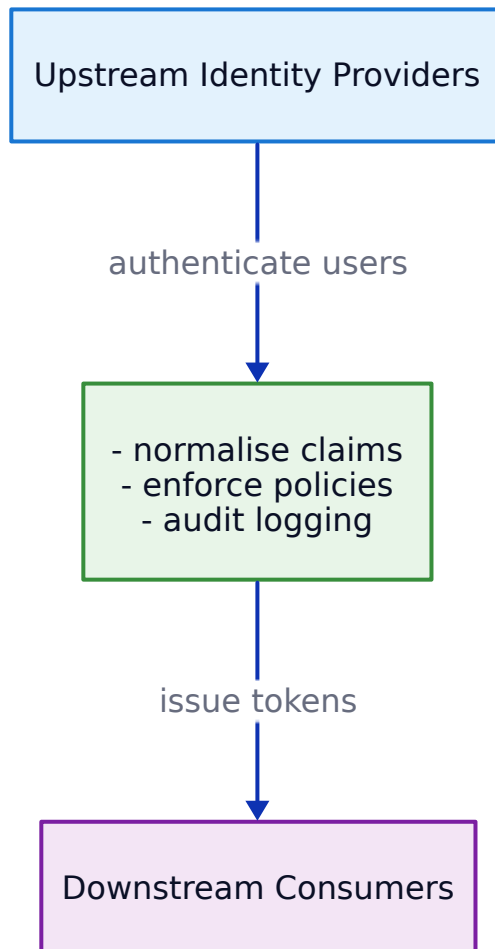 Upstream Identity Providers
authenticate users
- normalise claims
- enforce policies
- audit logging
issue tokens
Downstream Consumers